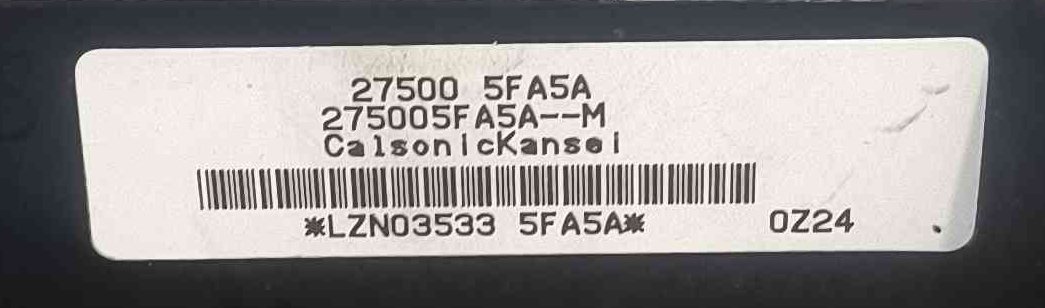 27500 5FA5A
275005FA5A--M
CalsonicKansei
*LZN03533 5FA5A*
0Z24